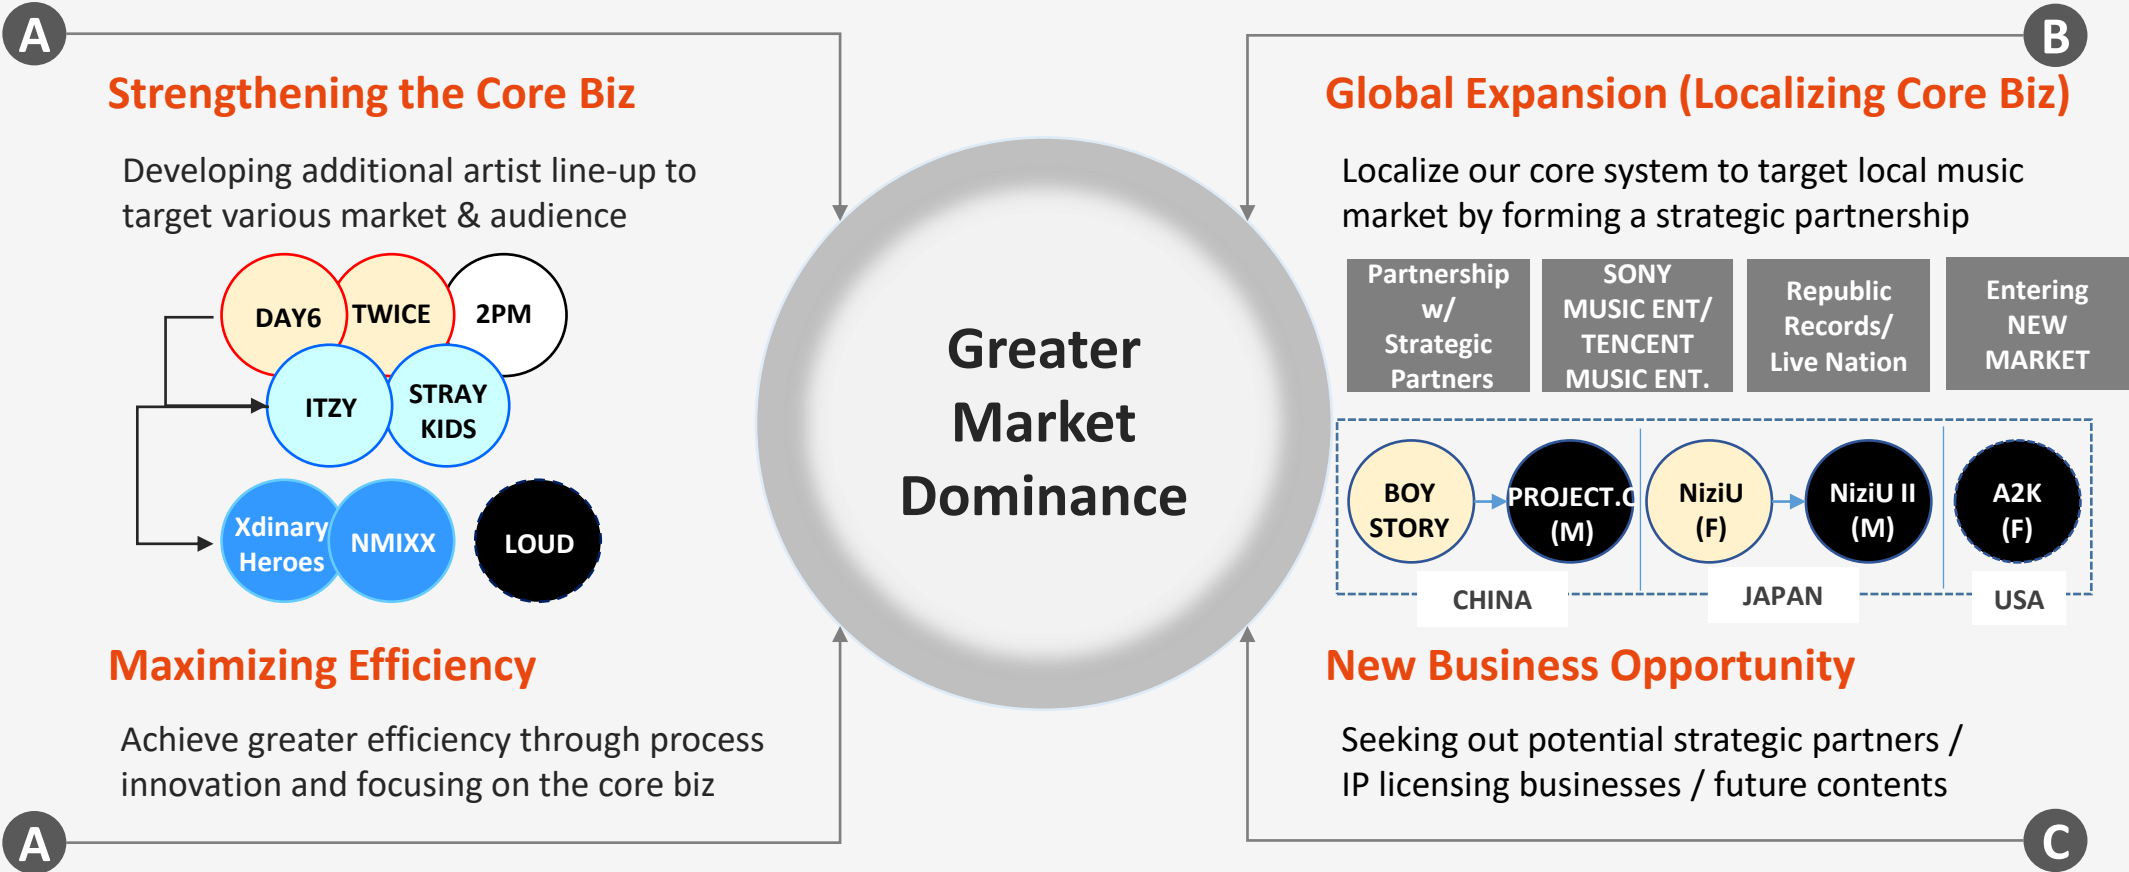 A
Strengthening the Core Biz
Developing additional artist line-up to
target various market & audience
DAY6
TWICE
2PM
ITZY
STRAY
KIDS
Xdinary
Heroes
NMIXX
LOUD
Maximizing Efficiency
Achieve greater efficiency through process
innovation and focusing on the core biz
A
Greater
Market
Dominance
B
Global Expansion (Localizing Core Biz)
Localize our core system to target local music
market by forming a strategic partnership
Partnership
w/
Strategic
Partners
SONY
MUSIC ENT/
TENCENT
MUSIC ENT.
Republic
Records/
Live Nation
Entering
NEW
MARKET
BOY
STORY
PROJECT.C
(M)
NiziU
(F)
NiziU II
(M)
A2K
(F)
CHINA
JAPAN
USA
New Business Opportunity
Seeking out potential strategic partners /
IP licensing businesses / future contents
C